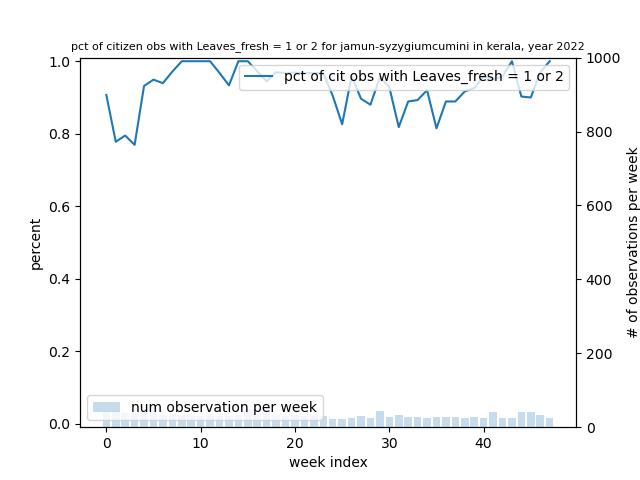 pct of citizen obs with Leaves_fresh = 1 or 2 for jamun-syzygiumcumini in kerala, year 2022
pct of cit obs with Leaves_fresh = 1 or 2
num observation per week
percent
1.0
0.8
0.6
0.4
0.2
0.0
# of observations per week
1000
800
600
400
200
0
0 10 20 30 40
week index